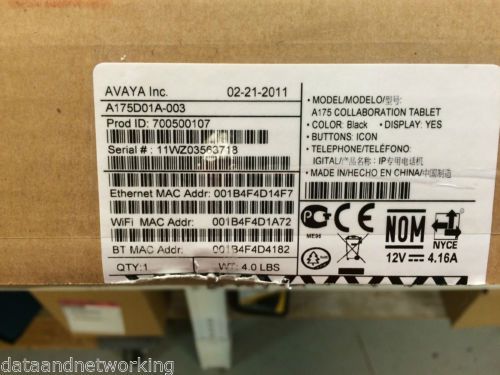 AVAYA Inc. 02-21-2011
A175D01A-003
Prod ID: 700500107
Serial # : 11WZ03563718
Ethernet MAC Addr: 001B4F4D14F7
WiFi MAC Addr: 001B4F4D1A72
BT MAC Addr: 001B4F4D4182
QTY:1 WT: 4.0 LBS
• MODEL/MODELO/型号:
A175 COLLABORATION TABLET
• COLOR: Black • DISPLAY: YES
• BUTTONS: ICON
• TELEPHONE/TELÉFONO/
IGITAL/产品名称: IP专用电话机
• MADE IN/HECHO EN CHINA/中国制造
PG CE NOM NYCE
ME96
12V 4.16A
dataandnetworking dataandnetworking